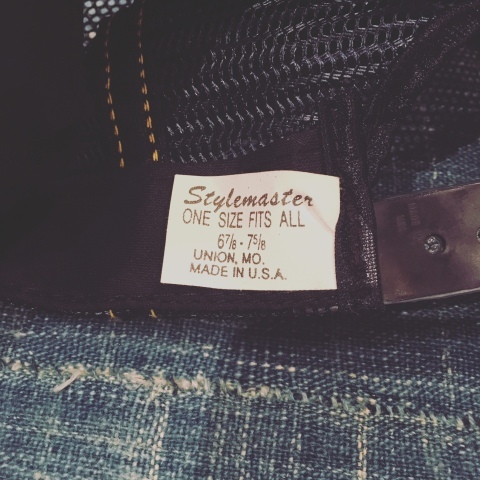 Stylemaster
ONE SIZE FITS ALL
6⅞ - 7⅝
UNION, MO.
MADE IN U.S.A.